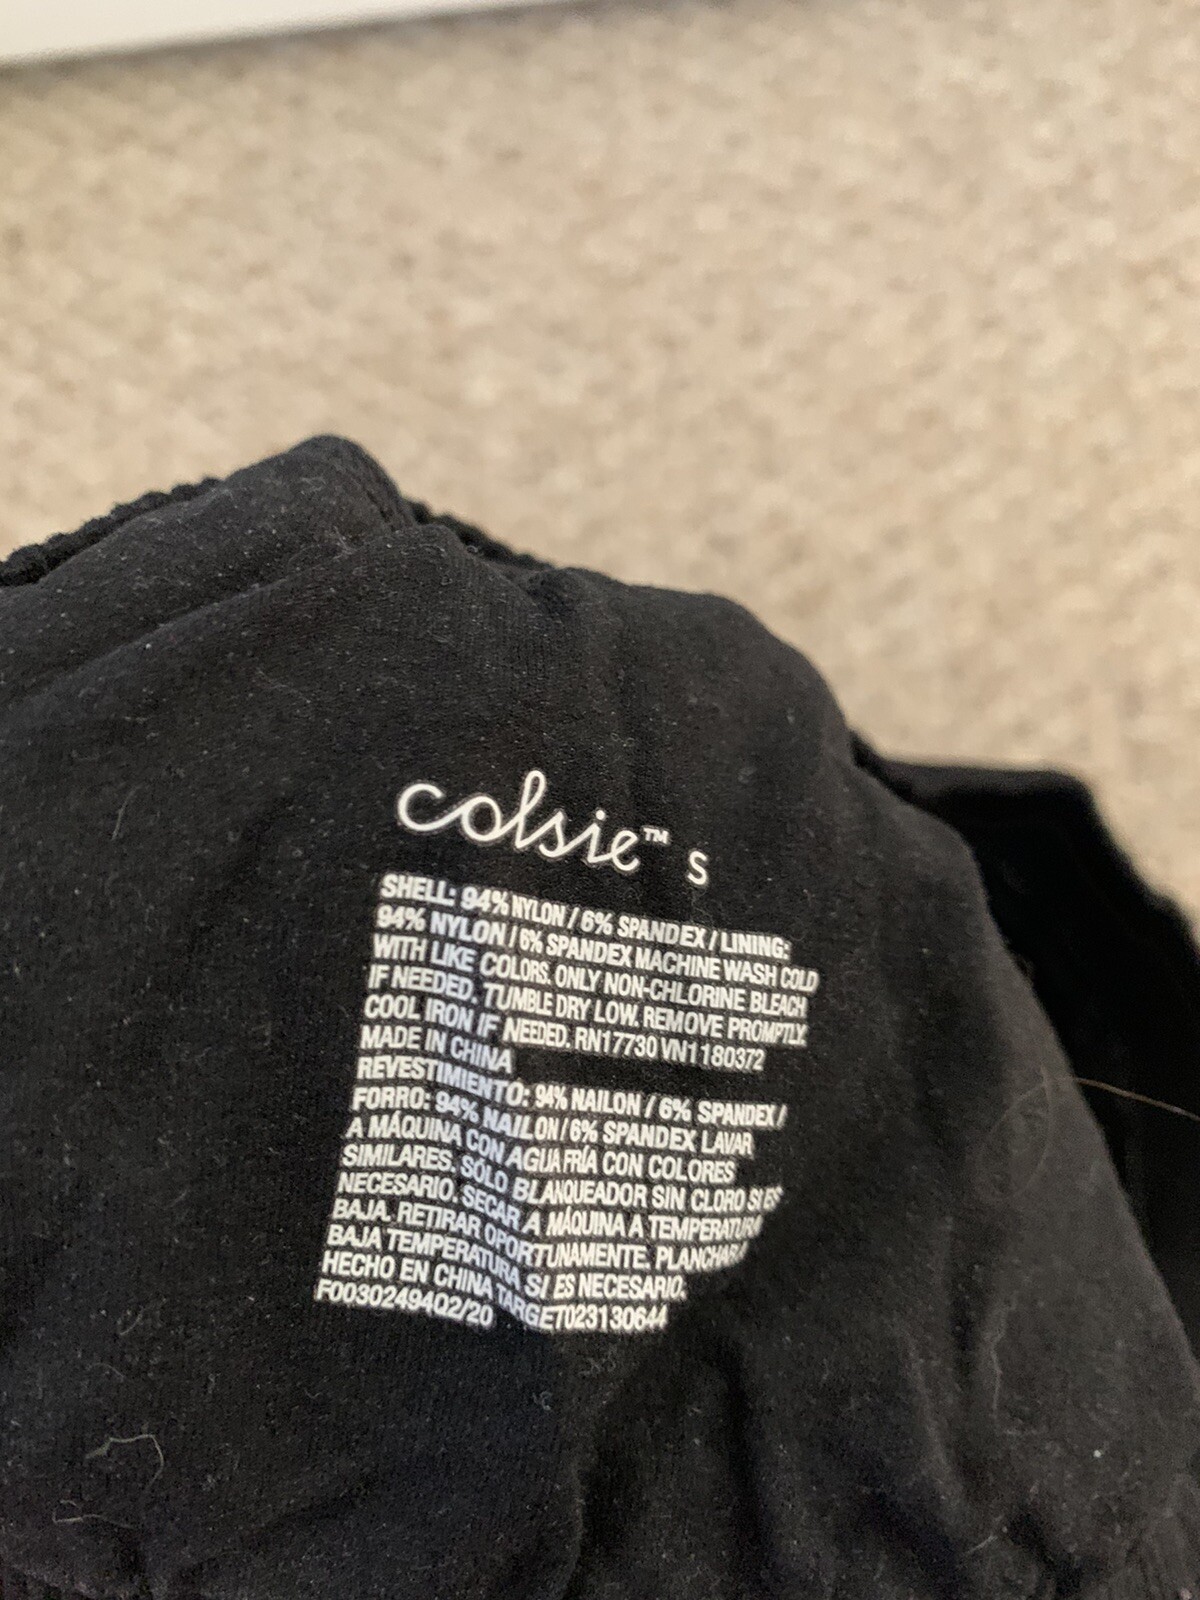 colsie™ S
SHELL: 94% NYLON / 6% SPANDEX / LINING:
94% NYLON / 6% SPANDEX MACHINE WASH COLD
WITH LIKE COLORS. ONLY NON-CHLORINE BLEACH
IF NEEDED. TUMBLE DRY LOW. REMOVE PROMPTLY.
COOL IRON IF NEEDED. RN17730 VN1180372
MADE IN CHINA
REVESTIMIENTO: 94% NAILON / 6% SPANDEX /
FORRO: 94% NAILON / 6% SPANDEX LAVAR
A MÁQUINA CON AGUA FRÍA CON COLORES
SIMILARES. SÓLO BLANQUEADOR SIN CLORO SI ES
NECESARIO. SECAR A MÁQUINA A TEMPERATURA
BAJA. RETIRAR OPORTUNAMENTE. PLANCHAR A
BAJA TEMPERATURA SI ES NECESARIO.
HECHO EN CHINA TARGET023130644
F0030249402/20